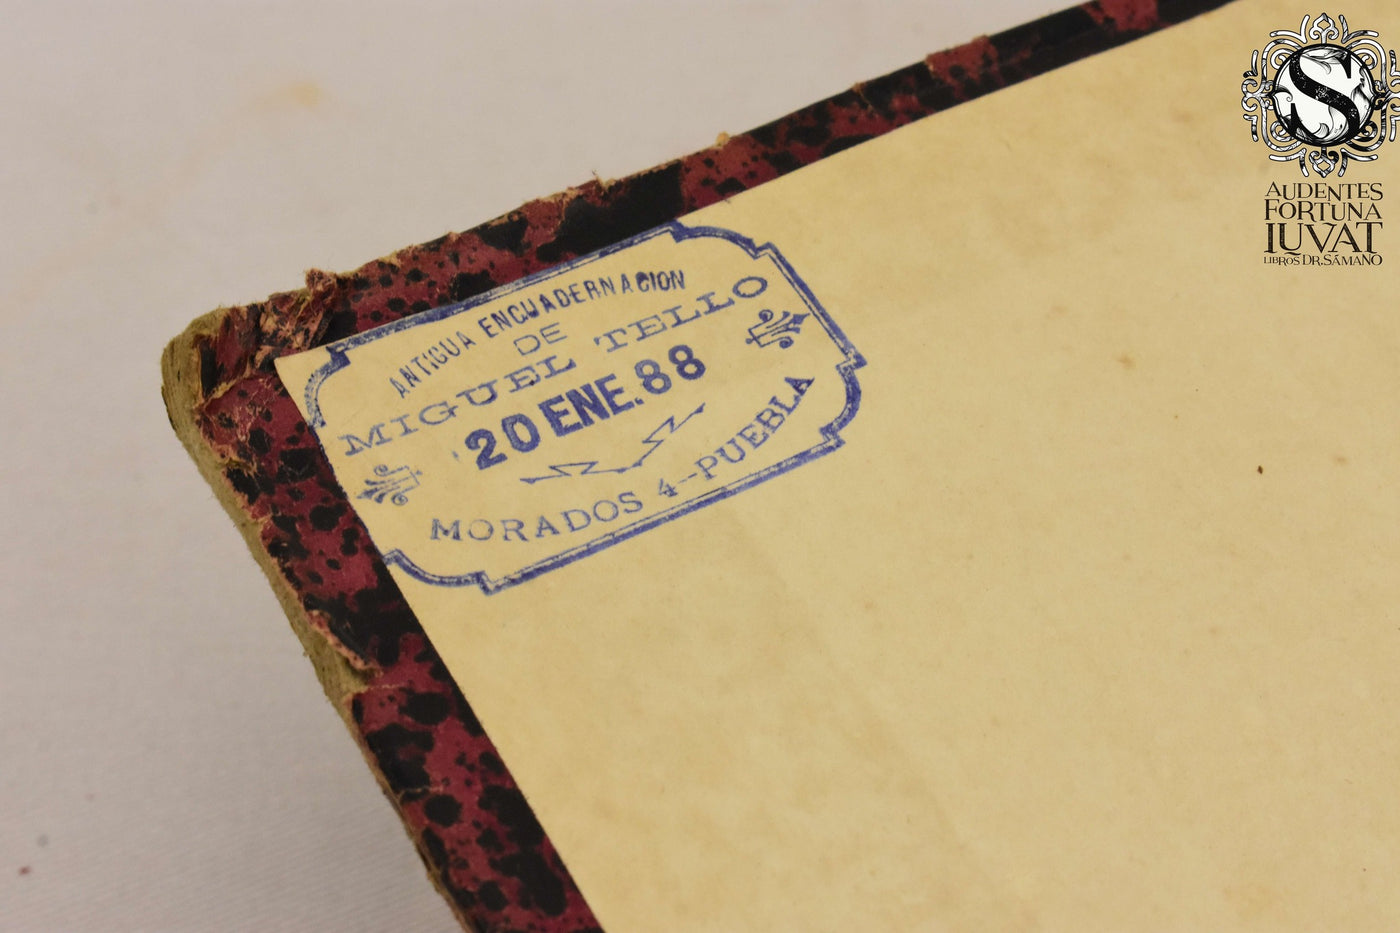 ANTIGUA ENCUADERNACION
DE
MIGUEL TELLO
20 ENE. 88
MORADOS 4--PUEBLA
S
AUDENTES
FORTUNA
IUVAT
LIBROS DR. SÁMANO